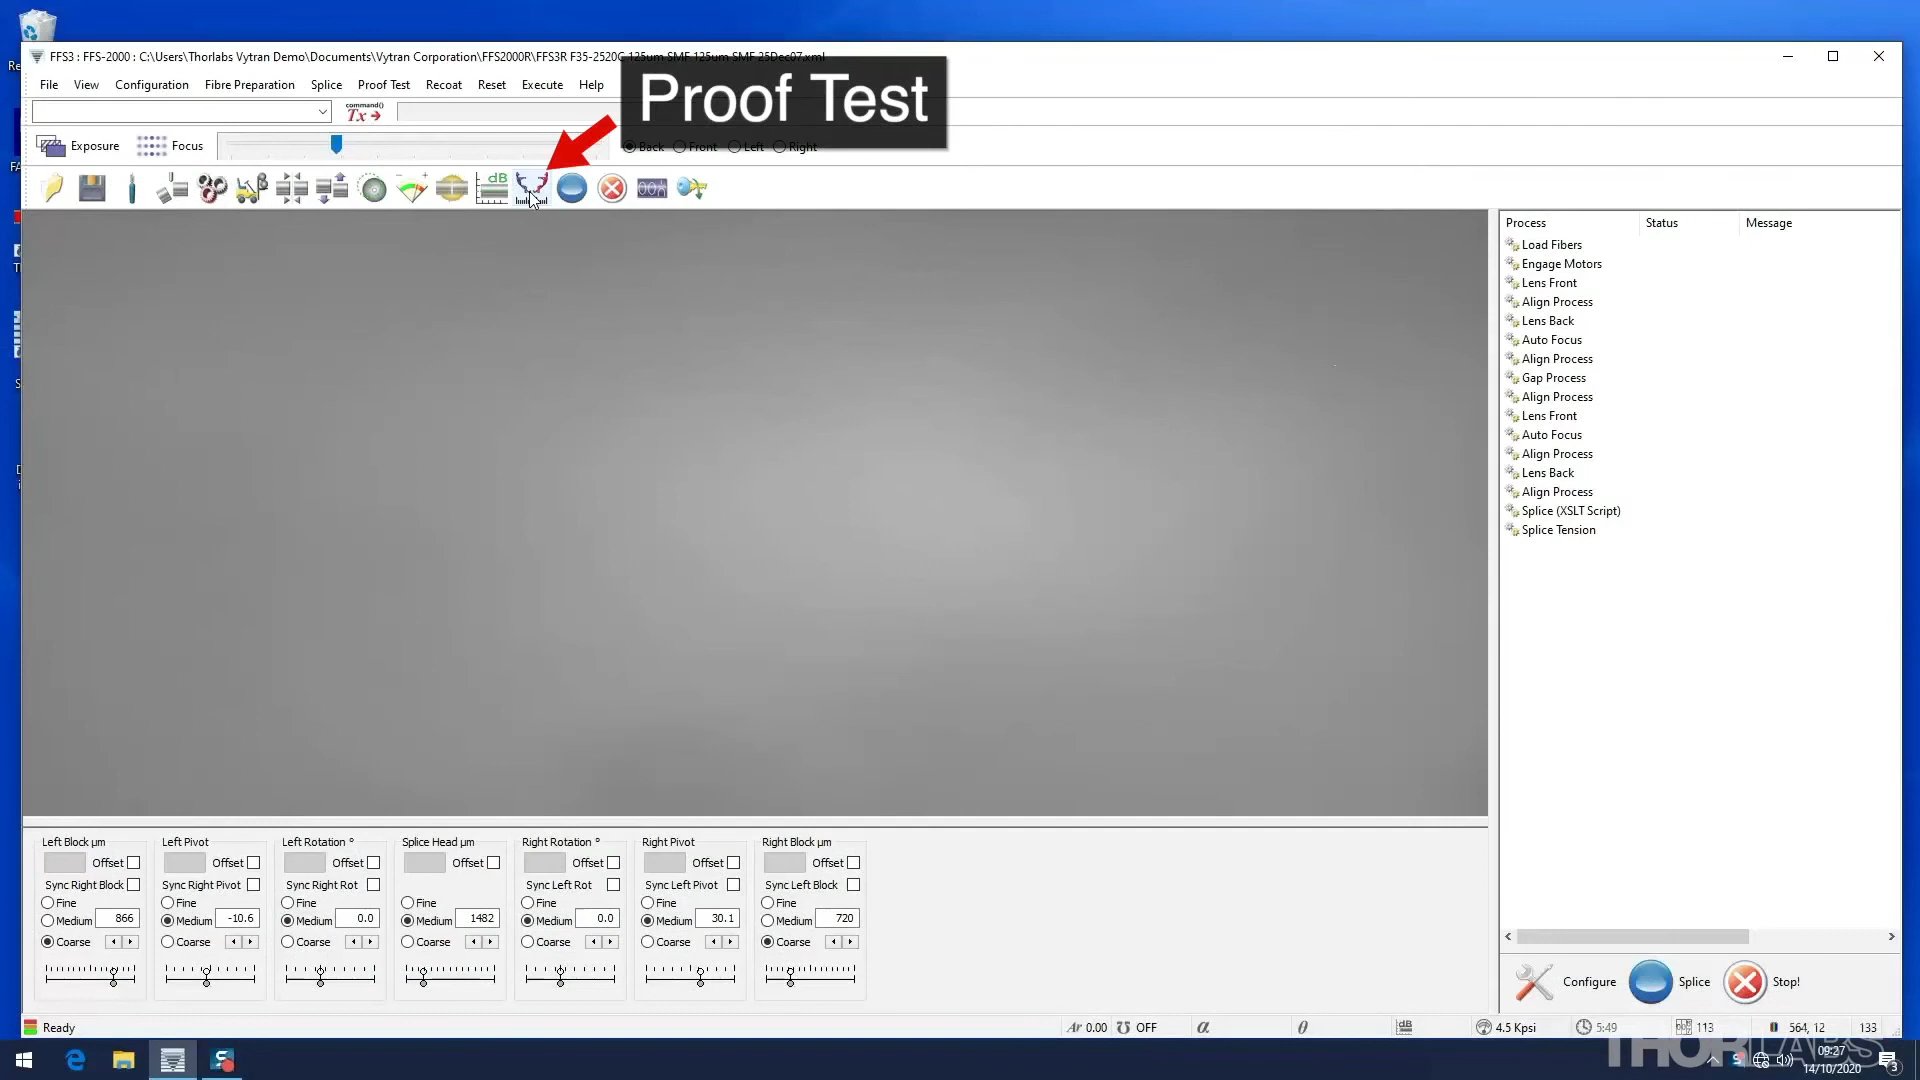 FFS3 : FFS-2000 : C:\Users\Thorlabs Vytran Demo\Documents\Vytran Corporation\FFS2000R\FFS3R F35-2520C 125um SMF 125um SMF 25Dec07.xml
File View Configuration Fibre Preparation Splice Proof Test Recoat Reset Execute Help
Proof Test
command()
Tx
Exposure Focus Back Front Left Right
dB
Process Status Message
Load Fibers
Engage Motors
Lens Front
Align Process
Lens Back
Auto Focus
Align Process
Gap Process
Align Process
Lens Front
Auto Focus
Align Process
Lens Back
Align Process
Splice (XSLT Script)
Splice Tension
Left Block µm Left Pivot Left Rotation ° Splice Head µm Right Rotation ° Right Pivot Right Block µm
Offset Offset Offset Offset Offset Offset Offset
Sync Right Block Sync Right Pivot Sync Right Rot Sync Left Rot Sync Left Pivot Sync Left Block
Fine Fine Fine Fine Fine Fine Fine
Medium 866 Medium -10.6 Medium 0.0 Medium 1482 Medium 0.0 Medium 30.1 Medium 720
Coarse Coarse Coarse Coarse Coarse Coarse Coarse
Configure Splice Stop!
Ready Ar 0.00 OFF α θ dB 4.5 Kpsi 5:49 113 564, 12 133
THORLABS
09:27
14/10/2020
3